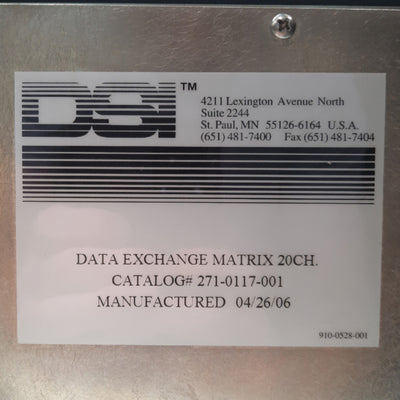 DSI™
4211 Lexington Avenue North
Suite 2244
St. Paul, MN 55126-6164 U.S.A.
(651) 481-7400 Fax (651) 481-7404
DATA EXCHANGE MATRIX 20CH.
CATALOG# 271-0117-001
MANUFACTURED 04/26/06
910-0528-001